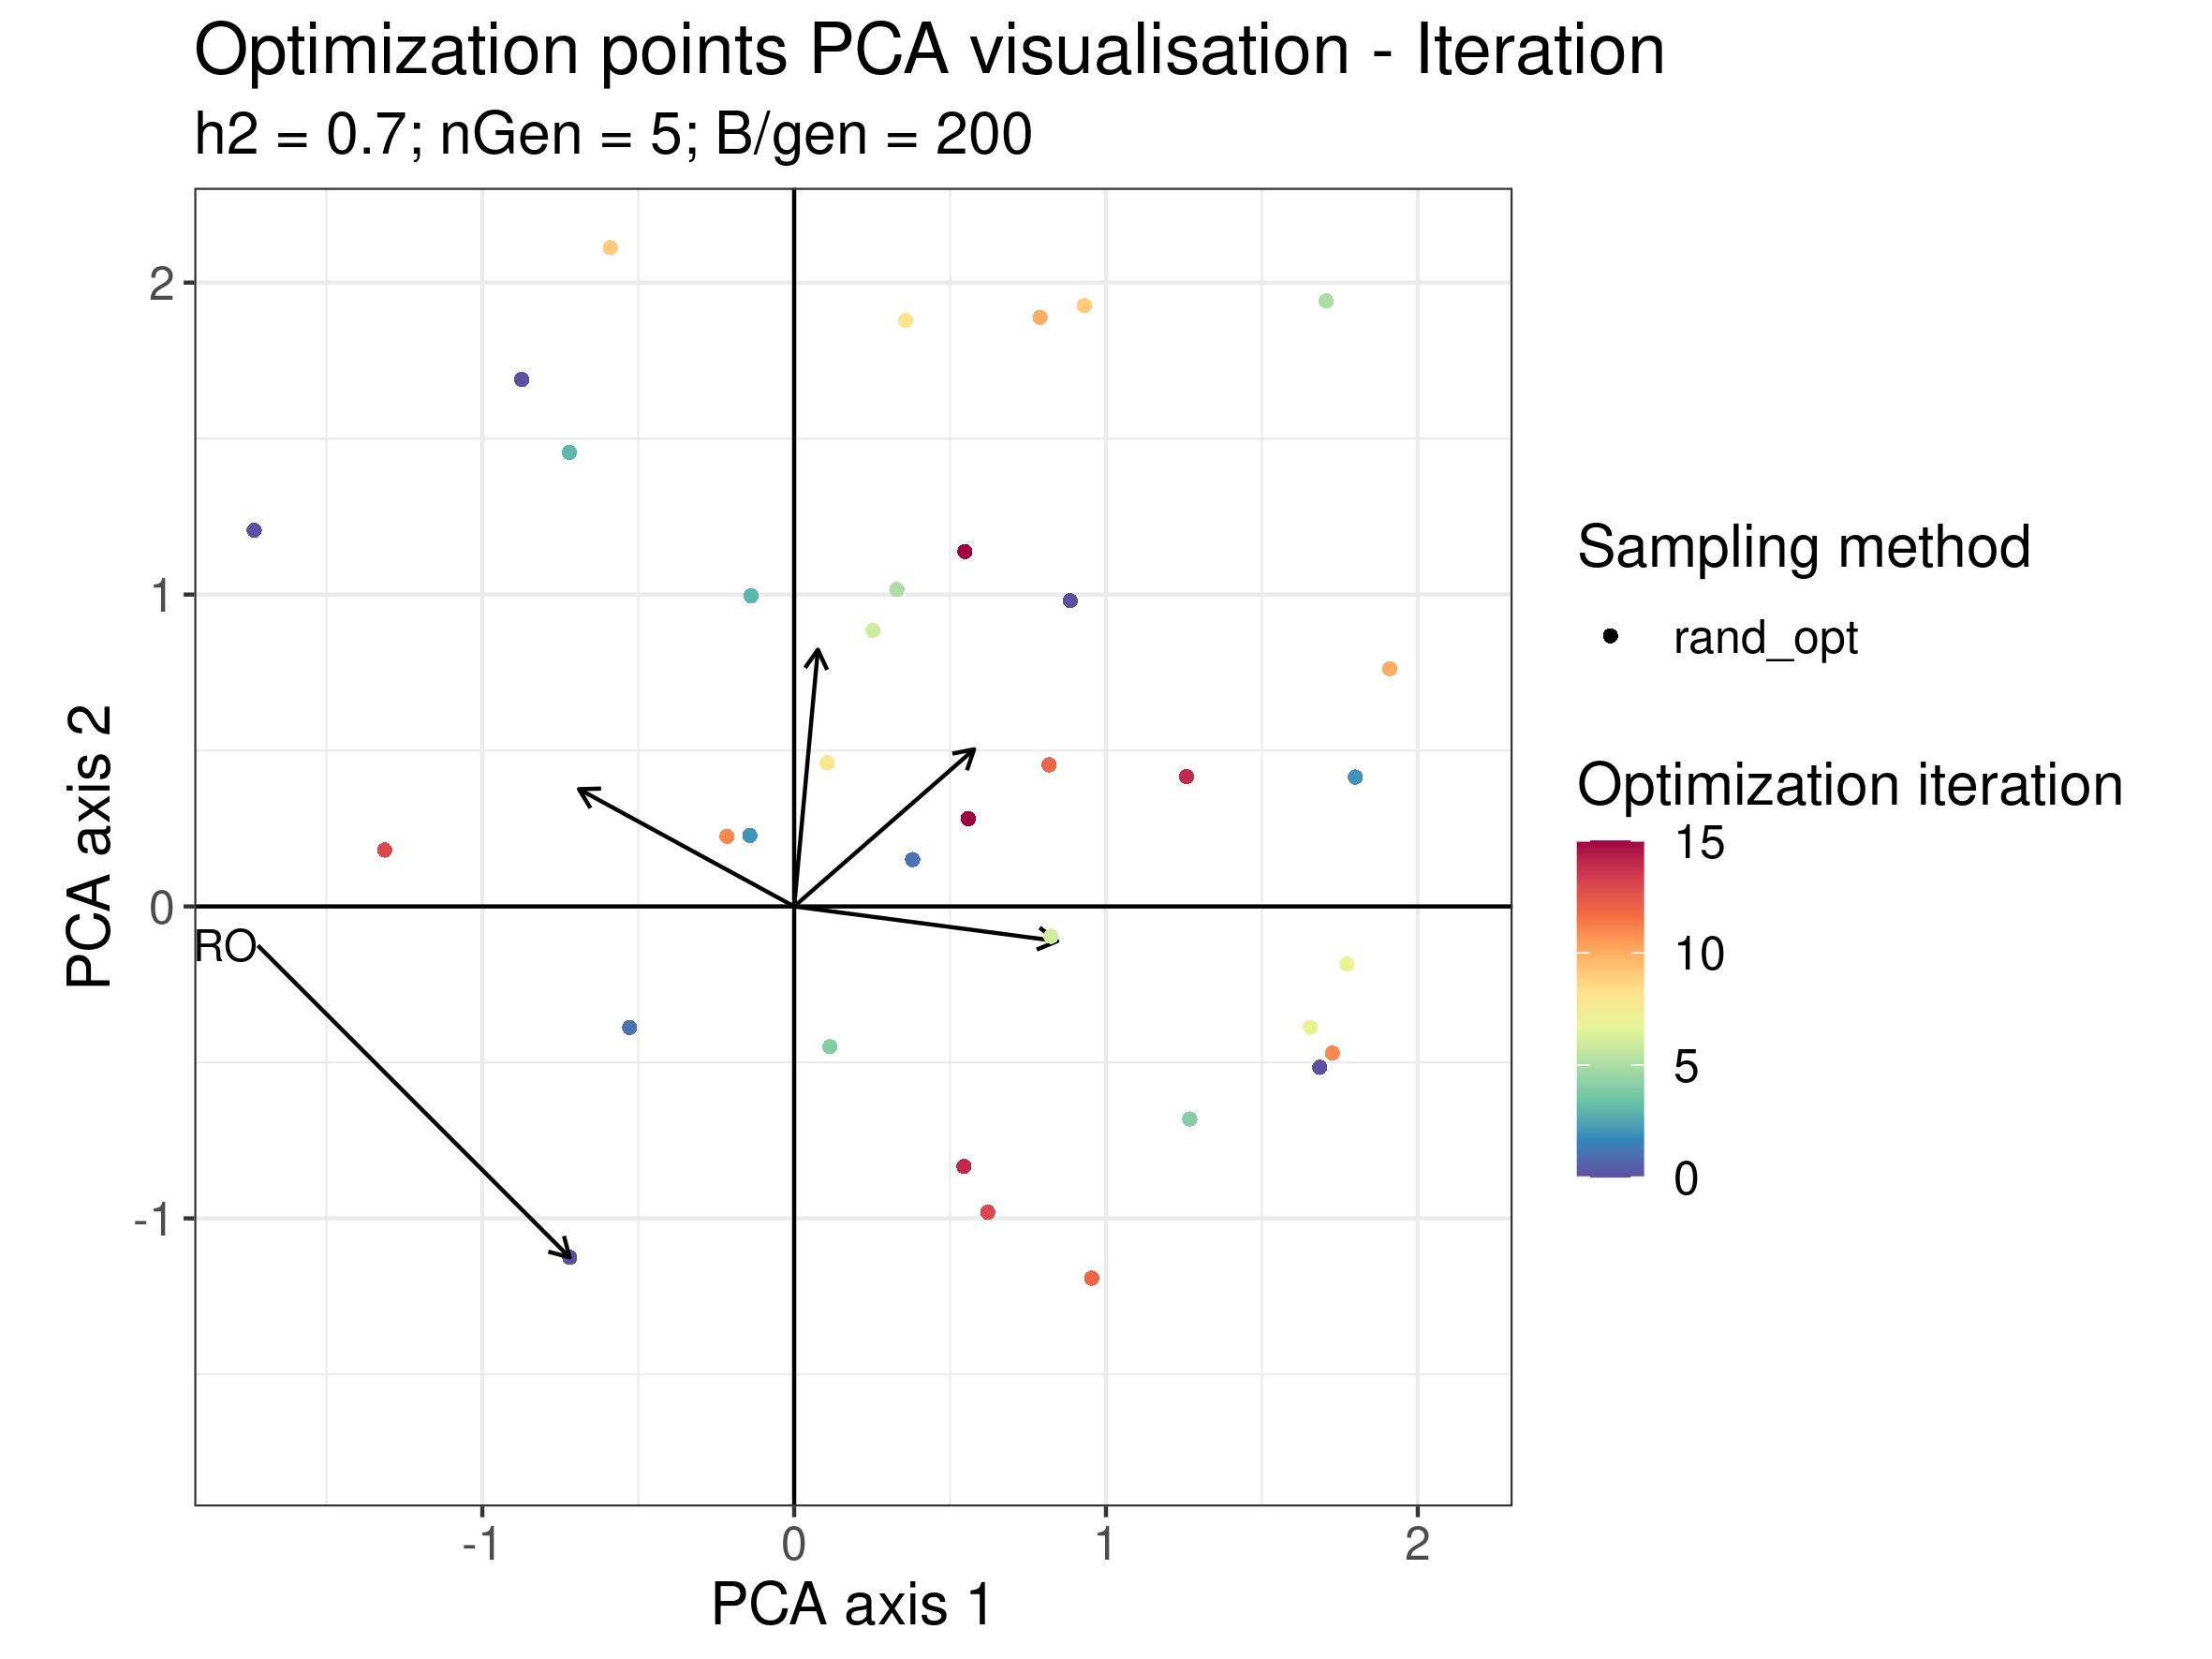 Optimization points PCA visualisation - Iteration
h2 = 0.7; nGen = 5; B/gen = 200
PCA axis 2
2
1
0
-1
RO
-1
0
1
2
PCA axis 1
Sampling method
rand_opt
Optimization iteration
15
10
5
0